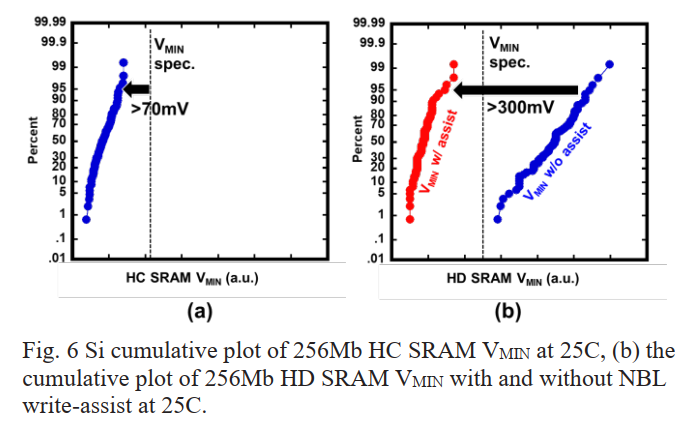 99.99
99.9
99
95
90
80
70
50
30
20
10
5
1
.1
.01
Percent
VMIN
spec.
>70mV
HC SRAM VMIN (a.u.)
(a)
99.99
99.9
99
95
90
80
70
50
30
20
10
5
1
.1
.01
Percent
VMIN
spec.
>300mV
VMIN w/ assist
VMIN w/o assist
HD SRAM VMIN (a.u.)
(b)
Fig. 6 Si cumulative plot of 256Mb HC SRAM VMIN at 25C, (b) the
cumulative plot of 256Mb HD SRAM VMIN with and without NBL
write-assist at 25C.